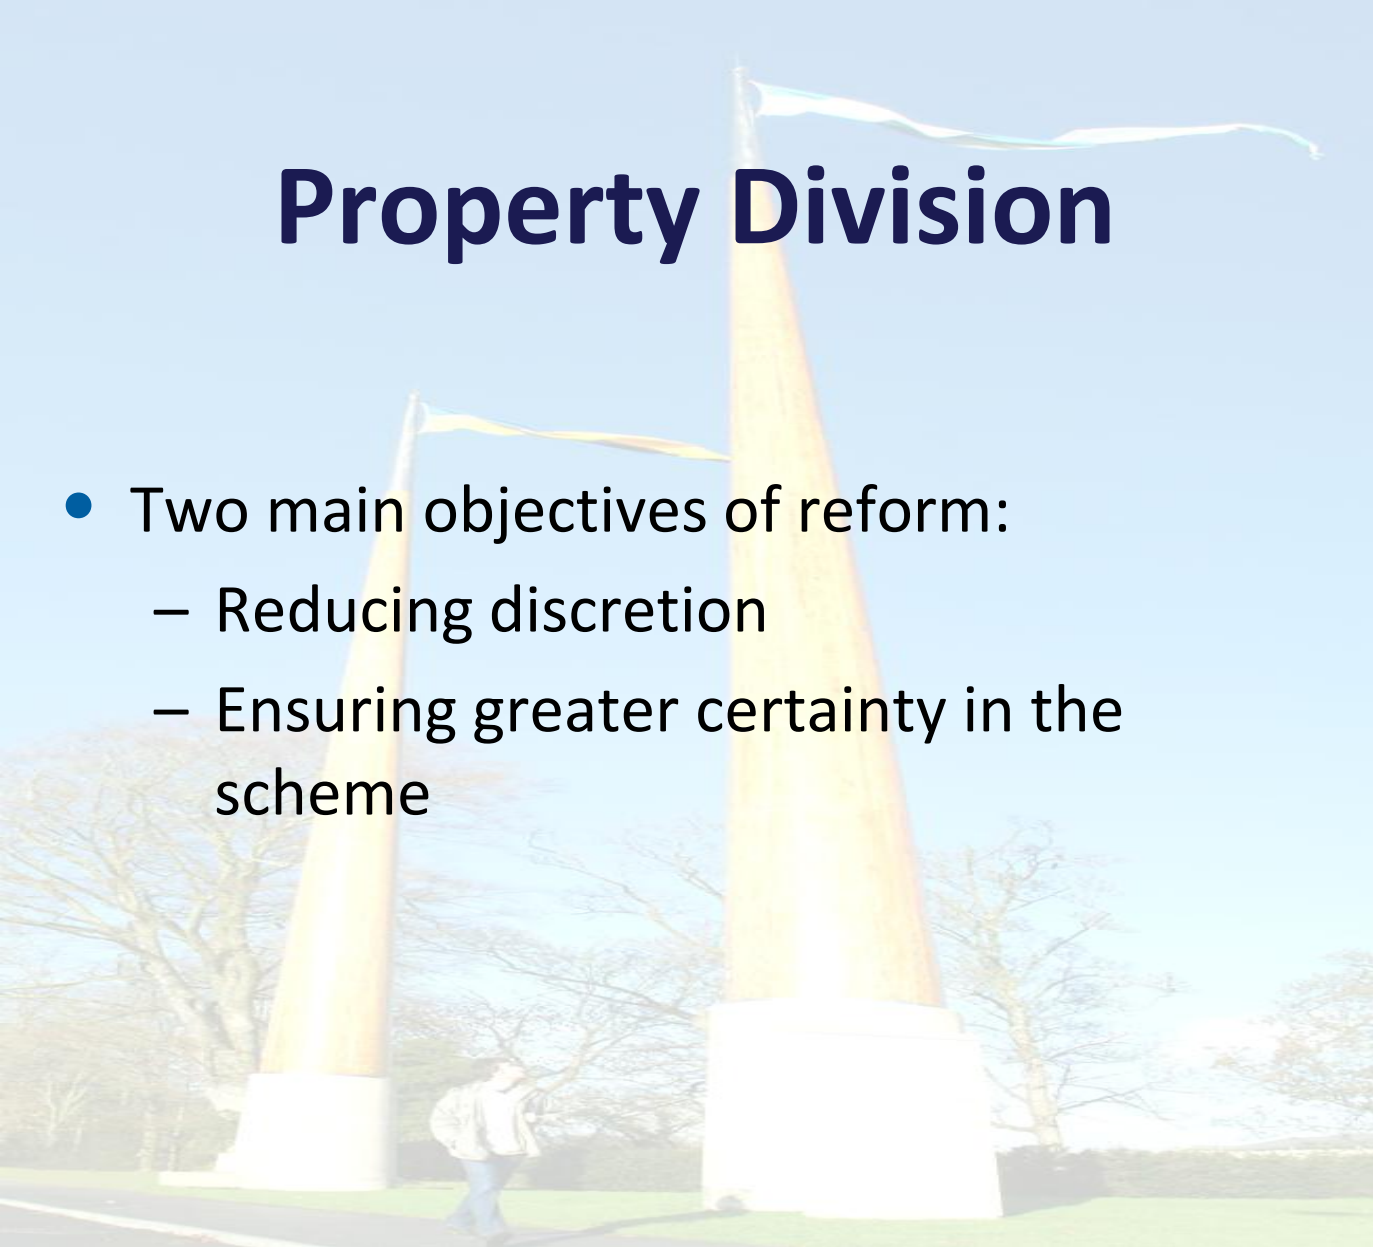 Property Division
• Two main objectives of reform:
– Reducing discretion
– Ensuring greater certainty in the
scheme